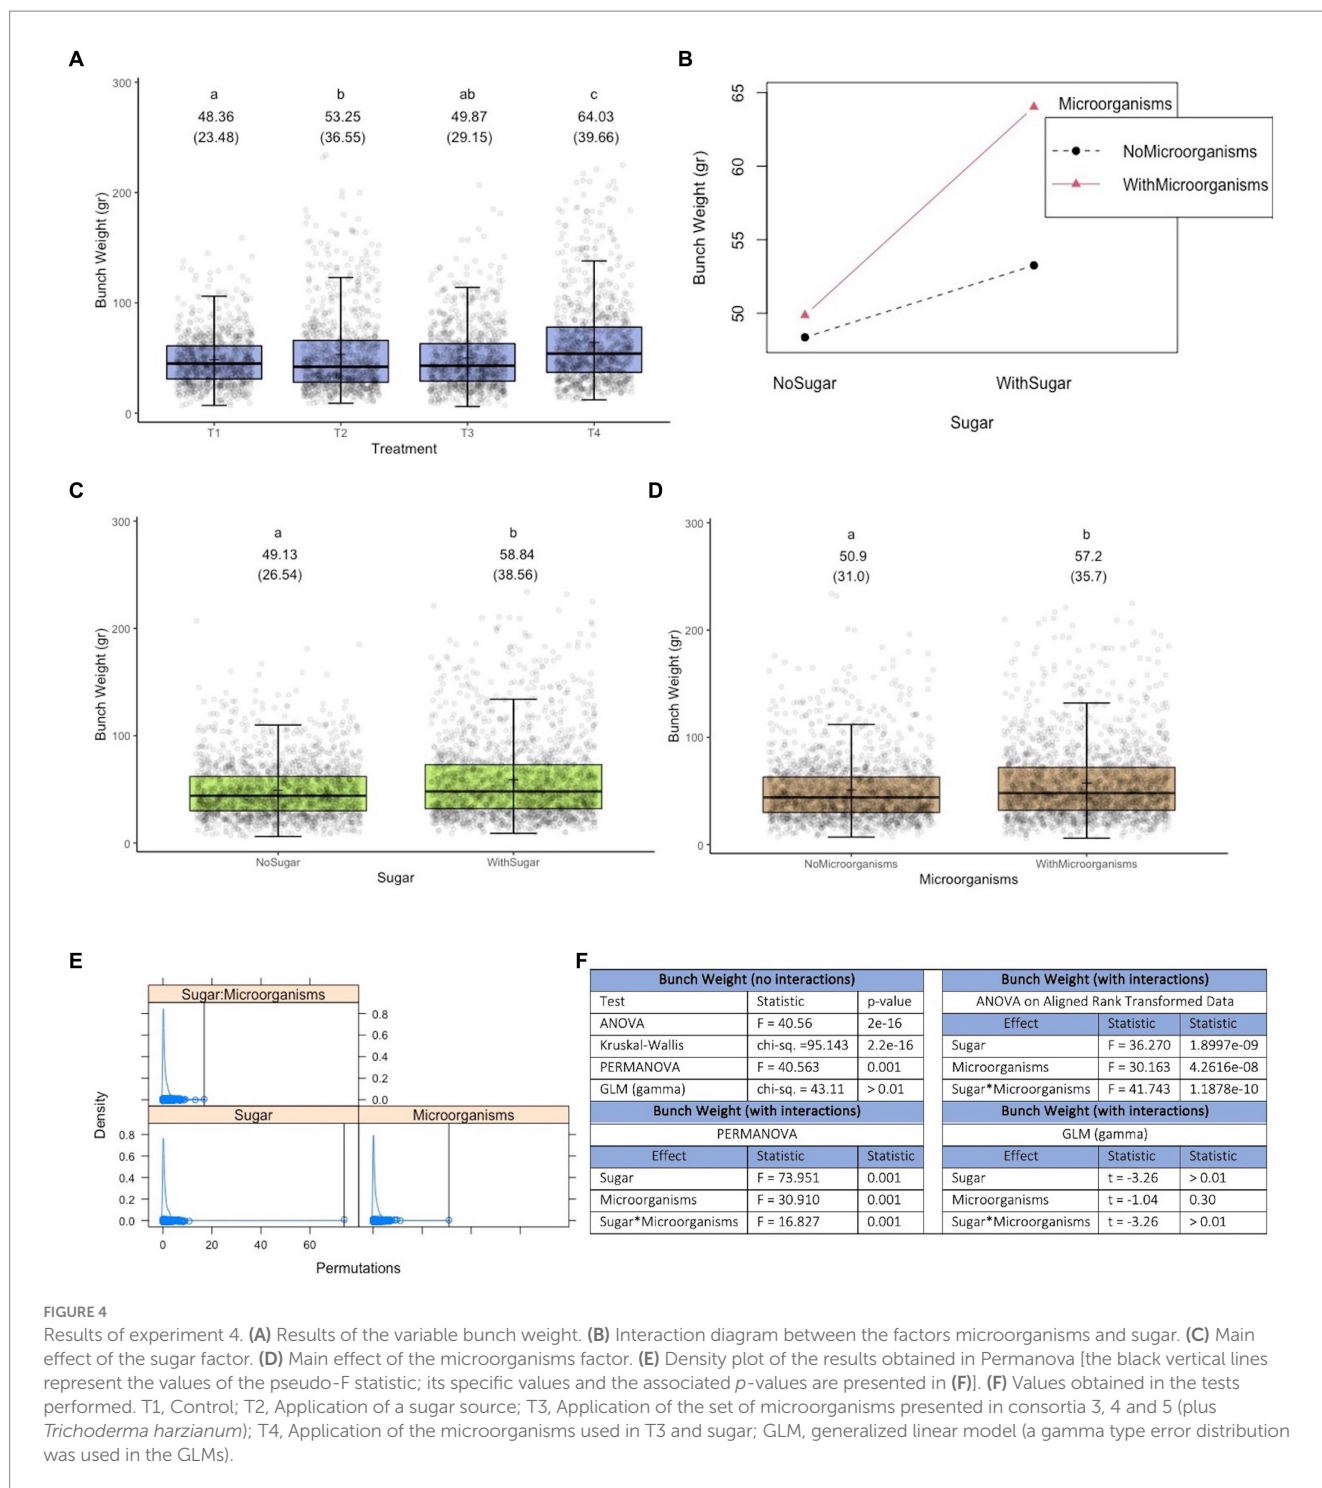 A
300
200
100
0
Bunch Weight (gr)
a
b
ab
c
48.36
53.25
49.87
64.03
(23.48)
(36.55)
(29.15)
(39.66)
T1
T2
T3
T4
Treatment
B
65
60
55
50
Bunch Weight (gr)
Microorganisms
NoMicroorganisms
WithMicroorganisms
NoSugar
WithSugar
Sugar
C
300
200
100
0
Bunch Weight (gr)
a
b
49.13
58.84
(26.54)
(38.56)
NoSugar
WithSugar
Sugar
D
300
200
100
0
Bunch Weight (gr)
a
b
50.9
57.2
(31.0)
(35.7)
NoMicroorganisms
WithMicroorganisms
Microorganisms
E
Sugar:Microorganisms
0.8
0.6
0.4
0.2
0.0
Sugar
Microorganisms
0.8
0.6
0.4
0.2
0.0
Density
0 20 40 60
Permutations
F
Bunch Weight (no interactions)
Test Statistic p-value
ANOVA F = 40.56 2e-16
Kruskal-Wallis chi-sq. =95.143 2.2e-16
PERMANOVA F = 40.563 0.001
GLM (gamma) chi-sq. = 43.11 > 0.01
Bunch Weight (with interactions)
PERMANOVA
Effect Statistic Statistic
Sugar F = 73.951 0.001
Microorganisms F = 30.910 0.001
Sugar*Microorganisms F = 16.827 0.001
Bunch Weight (with interactions)
ANOVA on Aligned Rank Transformed Data
Effect Statistic Statistic
Sugar F = 36.270 1.8997e-09
Microorganisms F = 30.163 4.2616e-08
Sugar*Microorganisms F = 41.743 1.1878e-10
Bunch Weight (with interactions)
GLM (gamma)
Effect Statistic Statistic
Sugar t = -3.26 > 0.01
Microorganisms t = -1.04 0.30
Sugar*Microorganisms t = -3.26 > 0.01
FIGURE 4
Results of experiment 4. (A) Results of the variable bunch weight. (B) Interaction diagram between the factors microorganisms and sugar. (C) Main
effect of the sugar factor. (D) Main effect of the microorganisms factor. (E) Density plot of the results obtained in Permanova [the black vertical lines
represent the values of the pseudo-F statistic; its specific values and the associated p-values are presented in (F)]. (F) Values obtained in the tests
performed. T1, Control; T2, Application of a sugar source; T3, Application of the set of microorganisms presented in consortia 3, 4 and 5 (plus
Trichoderma harzianum); T4, Application of the microorganisms used in T3 and sugar; GLM, generalized linear model (a gamma type error distribution
was used in the GLMs).